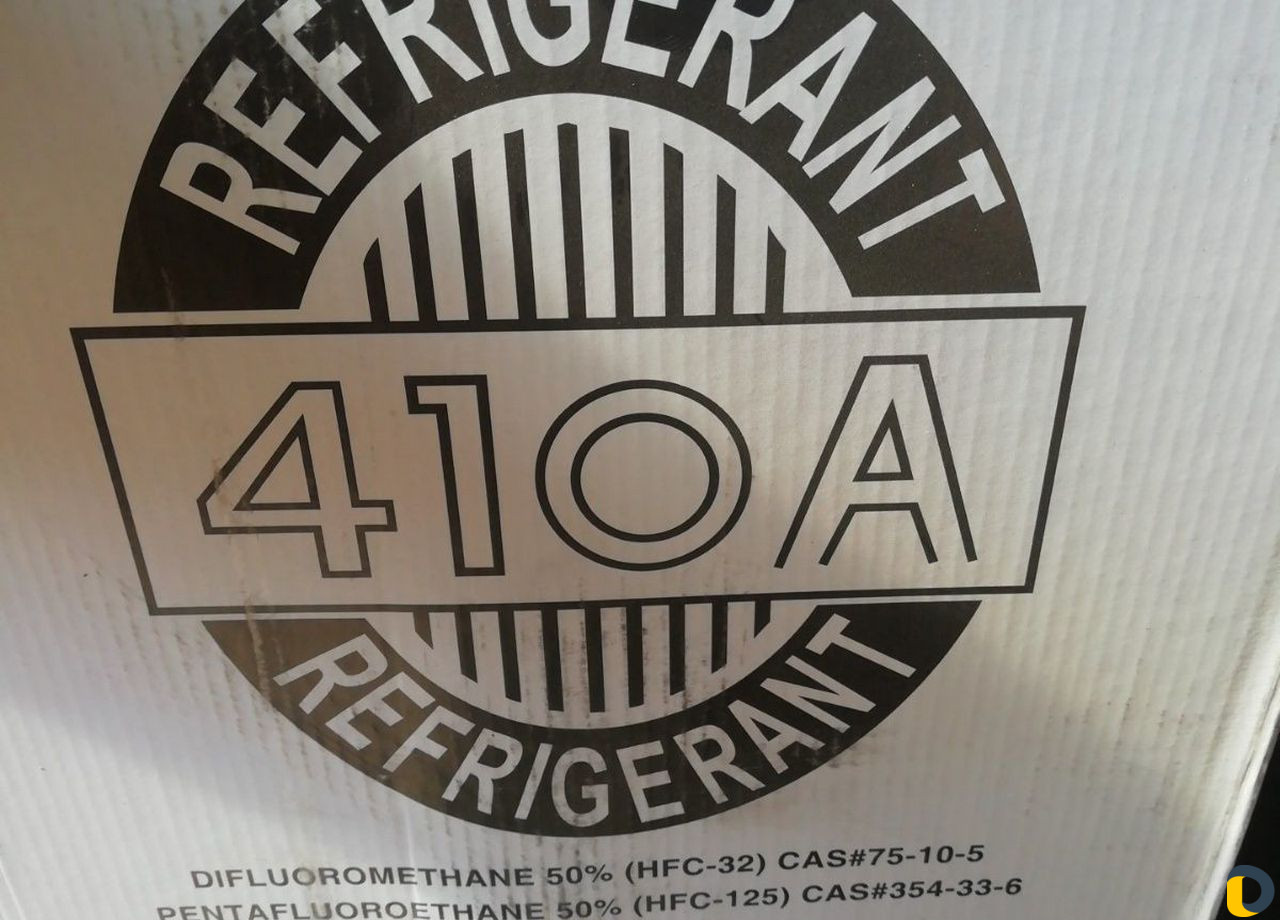 REFRIGERANT
410A
REFRIGERANT
DIFLUOROMETHANE 50% (HFC-32) CAS#75-10-5
PENTAFLUOROETHANE 50% (HFC-125) CAS#354-33-6